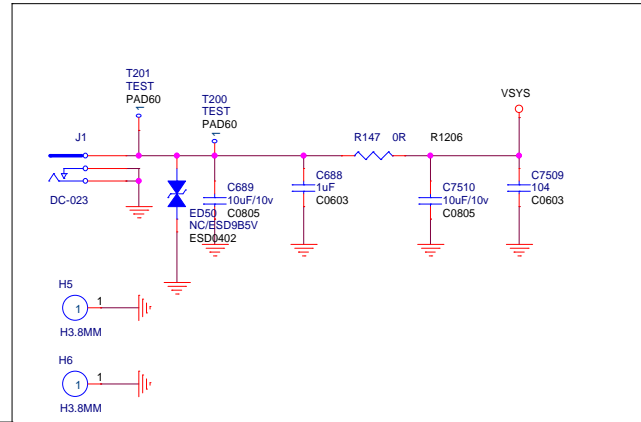 T201
TEST
PAD60
1
T200
TEST
PAD60
1
VSYS
J1
R147 0R R1206
DC-023
C689
10uF/10v
C0805
C688
1uF
C0603
C7510
10uF/10v
C0805
C7509
104
C0603
ED50
NC/ESD9B5V
ESD0402
H5
1
1
H3.8MM
H6
1
1
H3.8MM